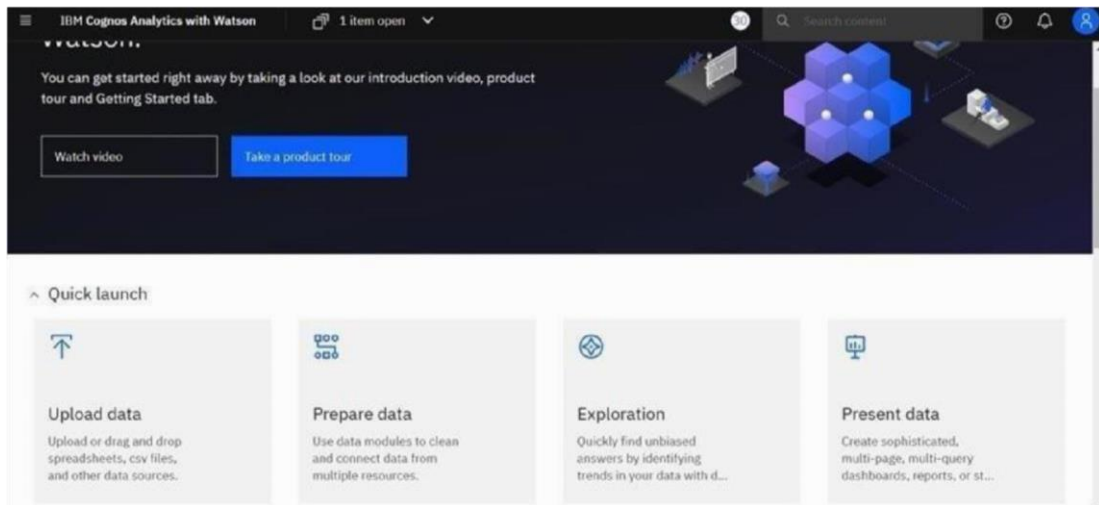 IBM Cognos Analytics with Watson
1 item open
30
Search content
Watson.
You can get started right away by taking a look at our introduction video, product
tour and Getting Started tab.
Watch video
Take a product tour
Quick launch
Upload data
Upload or drag and drop
spreadsheets, csv files,
and other data sources.
Prepare data
Use data modules to clean
and connect data from
multiple resources.
Exploration
Quickly find unbiased
answers by identifying
trends in your data with d...
Present data
Create sophisticated,
multi-page, multi-query
dashboards, reports, or st...